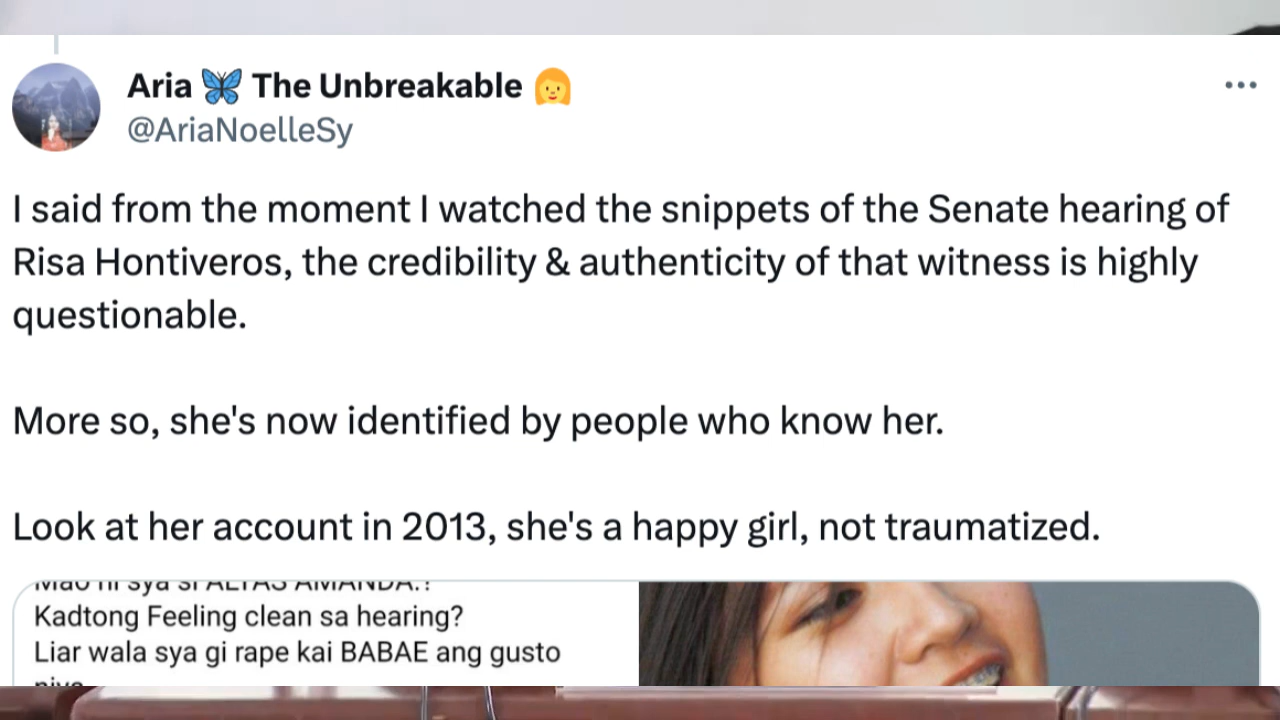 Aria 🦋 The Unbreakable 👩
@AriaNoelleSy
I said from the moment I watched the snippets of the Senate hearing of
Risa Hontiveros, the credibility & authenticity of that witness is highly
questionable.
More so, she's now identified by people who know her.
Look at her account in 2013, she's a happy girl, not traumatized.
Mao ni sya si ALYAS AMANDA.?
Kadtong Feeling clean sa hearing?
Liar wala sya gi rape kai BABAE ang gusto